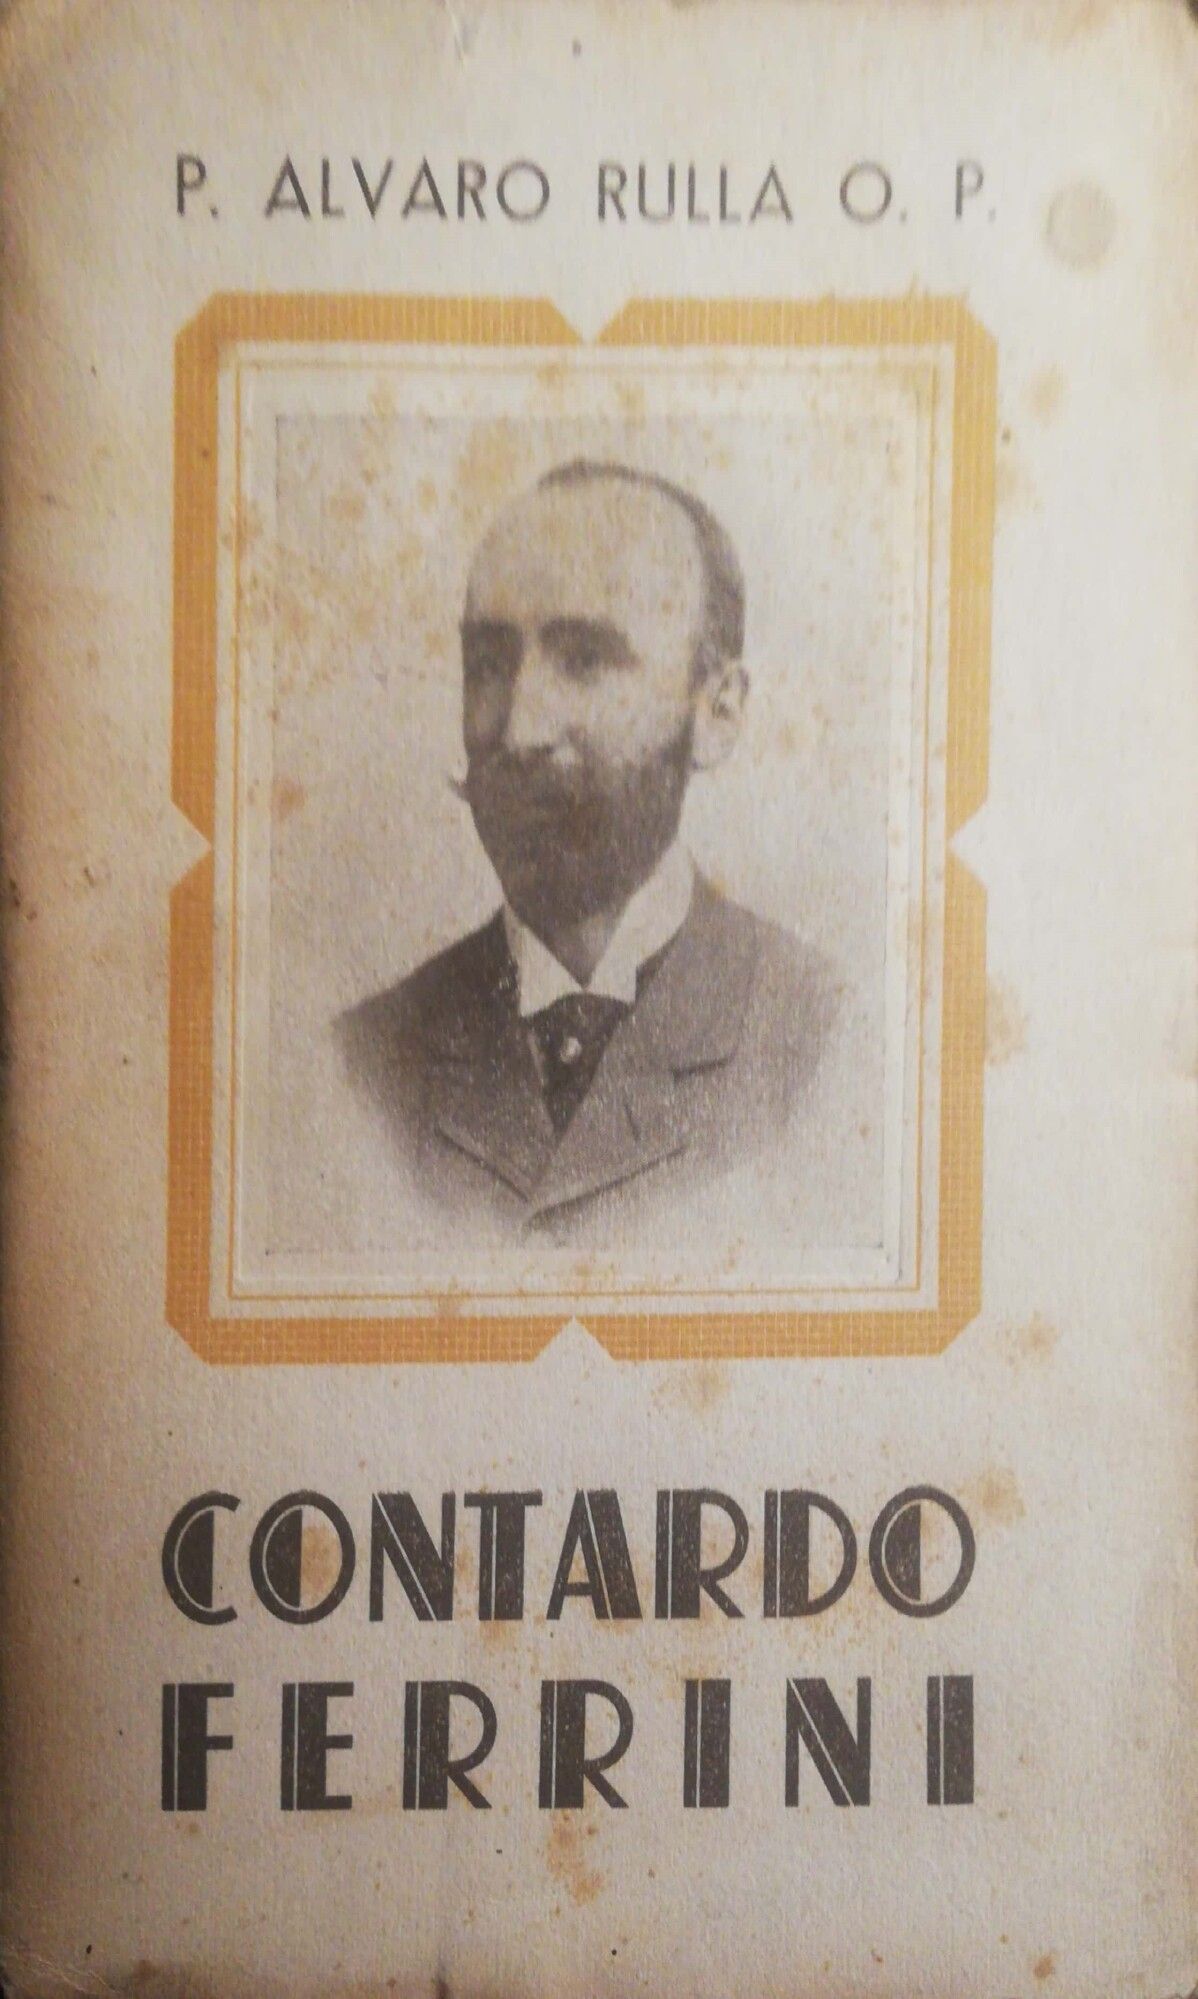 P. ALVARO RULLA O. P.
CONTARDO
FERRINI